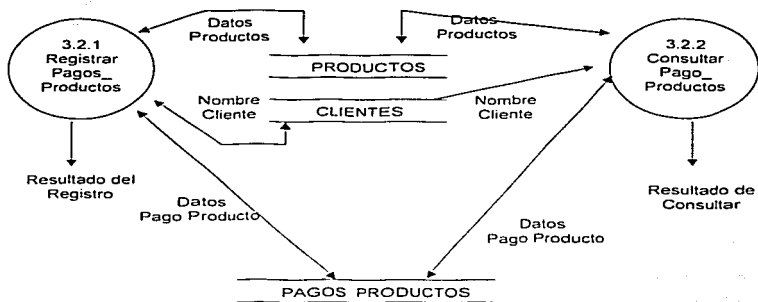 Datos
Productos
Datos
Productos
3.2.1
Registrar
Pagos_
Productos
3.2.2
Consultar
Pago_
Productos
PRODUCTOS
Nombre
Cliente
CLIENTES
Nombre
Cliente
Resultado del
Registro
Resultado de
Consultar
Datos
Pago Producto
Datos
Pago Producto
PAGOS PRODUCTOS